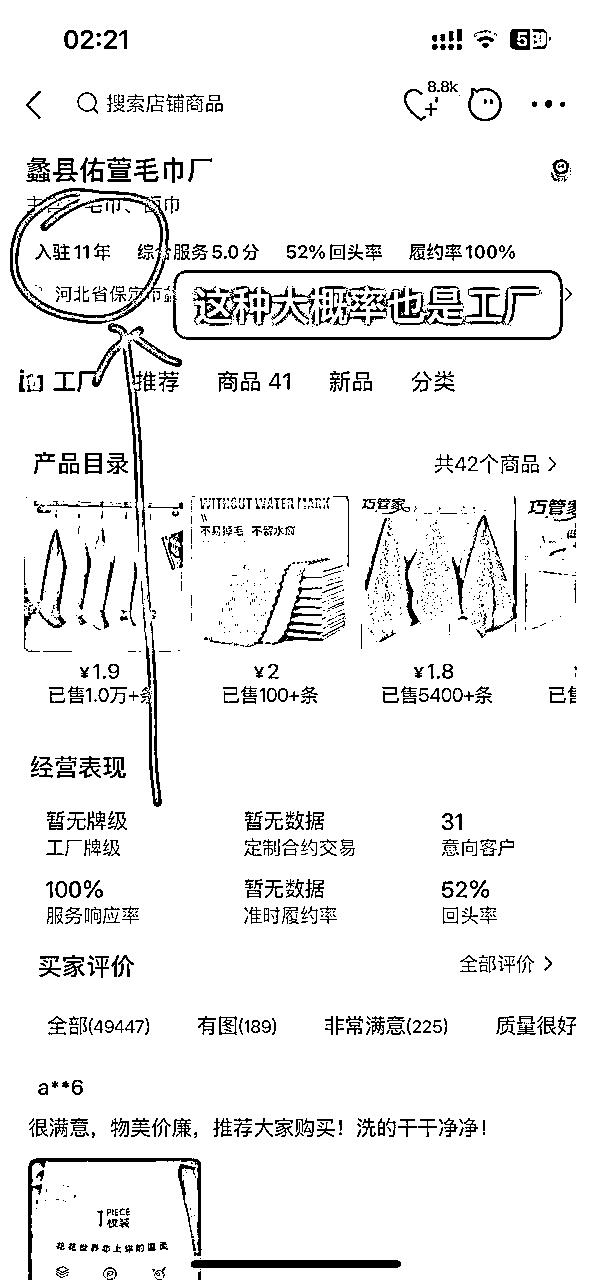 02:21
5
搜索店铺商品
8.8k
蠡县佑萱毛巾厂
毛巾、面巾
入驻11年 综合服务5.0分 52%回头率 履约率100%
河北省保定市蠡
这种大概率也是工厂
工厂 推荐 商品 41 新品 分类
产品目录 共42个商品
WITHOUT WATER MARK
不易掉毛 不留水痕
巧管家
巧管家
¥1.9 ¥2 ¥1.8
已售1.0万+条 已售100+条 已售5400+条 已售
经营表现
暂无牌级 暂无数据 31
工厂牌级 定制合约交易 意向客户
100% 暂无数据 52%
服务响应率 准时履约率 回头率
买家评价 全部评价
全部(49447) 有图(189) 非常满意(225) 质量很好
a**6
很满意，物美价廉，推荐大家购买！洗的干干净净！
1 PIECE